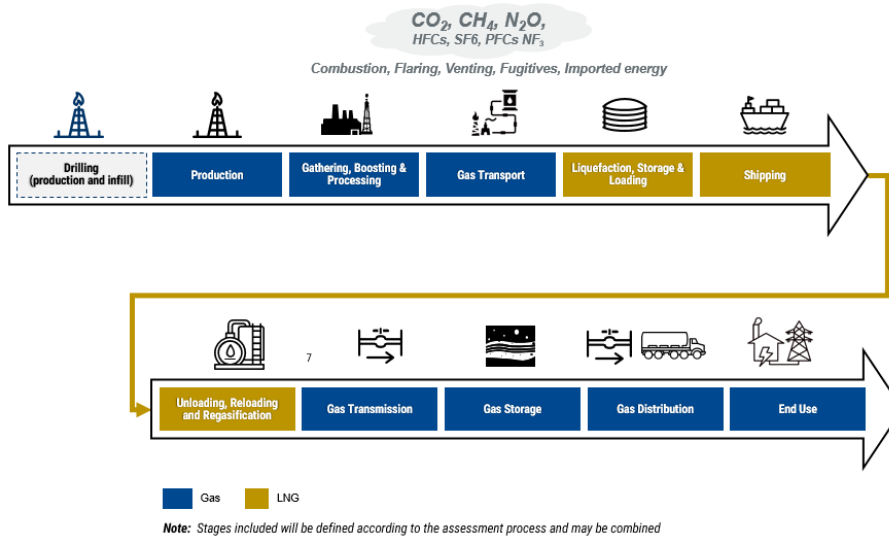 CO₂, CH₄, N₂O,
HFCs, SF6, PFCs NF₃
Combustion, Flaring, Venting, Fugitives, Imported energy
Drilling
(production and infill)
Production
Gathering, Boosting &
Processing
Gas Transport
Liquefaction, Storage &
Loading
Shipping
7
Unloading, Reloading
and Regasification
Gas Transmission
Gas Storage
Gas Distribution
End Use
Gas
LNG
Note: Stages included will be defined according to the assessment process and may be combined